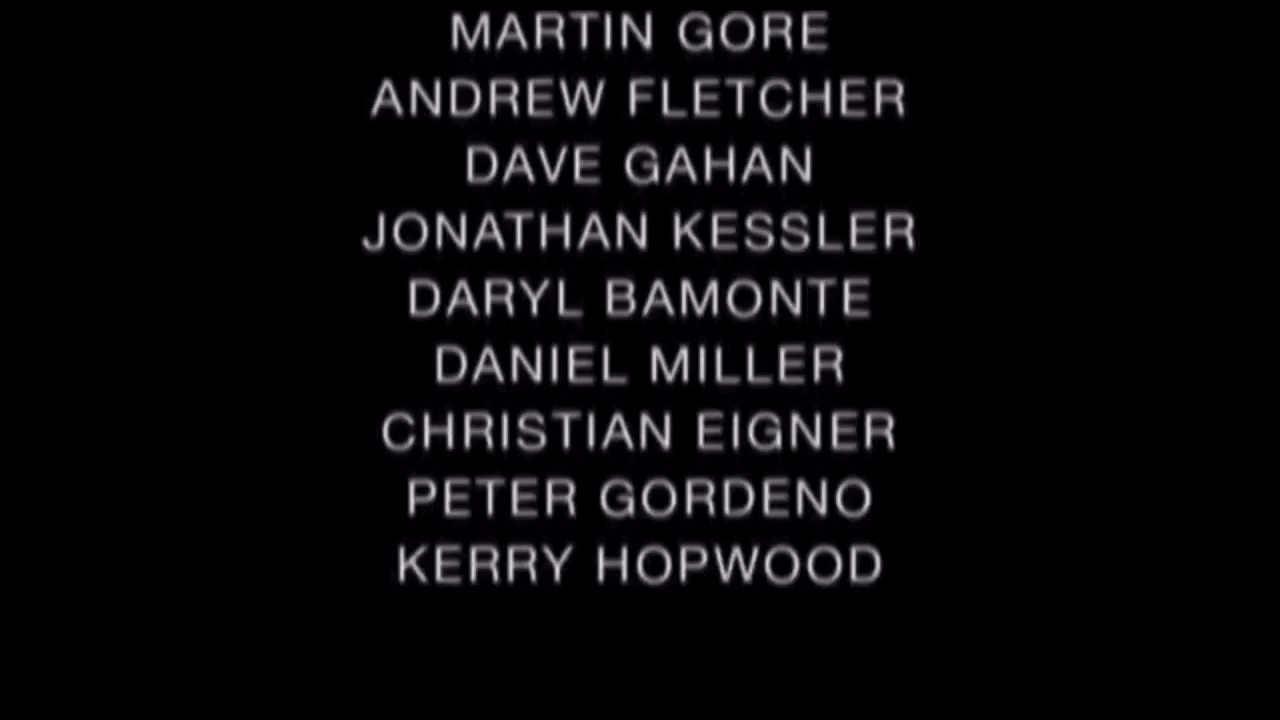 MARTIN GORE
ANDREW FLETCHER
DAVE GAHAN
JONATHAN KESSLER
DARYL BAMONTE
DANIEL MILLER
CHRISTIAN EIGNER
PETER GORDENO
KERRY HOPWOOD